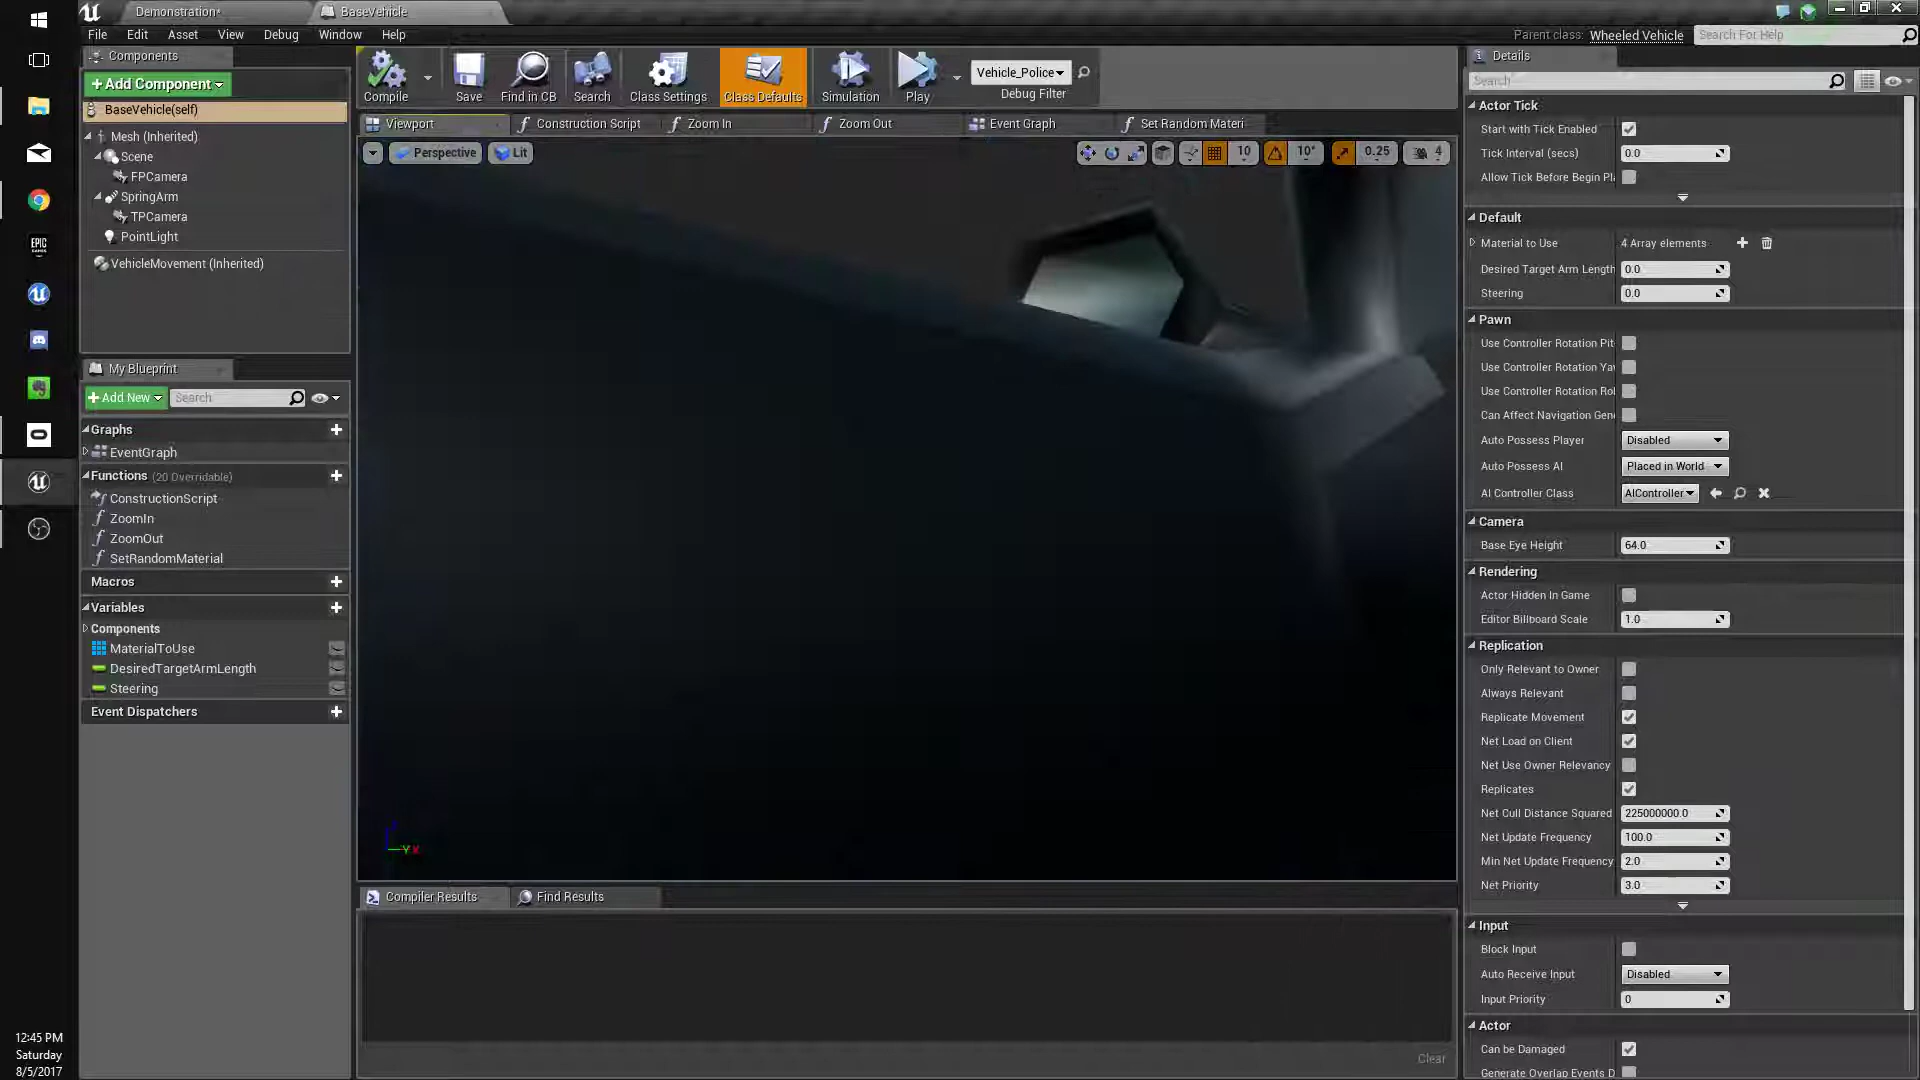 Demonstration*
BaseVehicle
File Edit Asset View Debug Window Help
Parent class: Wheeled Vehicle
Search For Help
Components
Add Component
BaseVehicle(self)
Mesh (Inherited)
Scene
FPCamera
SpringArm
TPCamera
PointLight
VehicleMovement (Inherited)
My Blueprint
Add New
Search
Graphs
EventGraph
Functions (20 Overridable)
ConstructionScript
ZoomIn
ZoomOut
SetRandomMaterial
Macros
Variables
Components
MaterialToUse
DesiredTargetArmLength
Steering
Event Dispatchers
Compile
Save
Find in CB
Search
Class Settings
Class Defaults
Simulation
Play
Vehicle_Police
Debug Filter
Viewport
Construction Script
Zoom In
Zoom Out
Event Graph
Set Random Materi
Perspective
Lit
10
10°
0.25
4
Y X
Compiler Results
Find Results
Clear
Details
Search
Actor Tick
Start with Tick Enabled
Tick Interval (secs) 0.0
Allow Tick Before Begin Pl
Default
Material to Use 4 Array elements
Desired Target Arm Length 0.0
Steering 0.0
Pawn
Use Controller Rotation Pit
Use Controller Rotation Ya
Use Controller Rotation Rol
Can Affect Navigation Gen
Auto Possess Player Disabled
Auto Possess AI Placed in World
AI Controller Class AIController
Camera
Base Eye Height 64.0
Rendering
Actor Hidden In Game
Editor Billboard Scale 1.0
Replication
Only Relevant to Owner
Always Relevant
Replicate Movement
Net Load on Client
Net Use Owner Relevancy
Replicates
Net Cull Distance Squared 225000000.0
Net Update Frequency 100.0
Min Net Update Frequency 2.0
Net Priority 3.0
Input
Block Input
Auto Receive Input Disabled
Input Priority 0
Actor
Can be Damaged
Generate Overlap Events D
EPIC
GAMES
12:45 PM
Saturday
8/5/2017